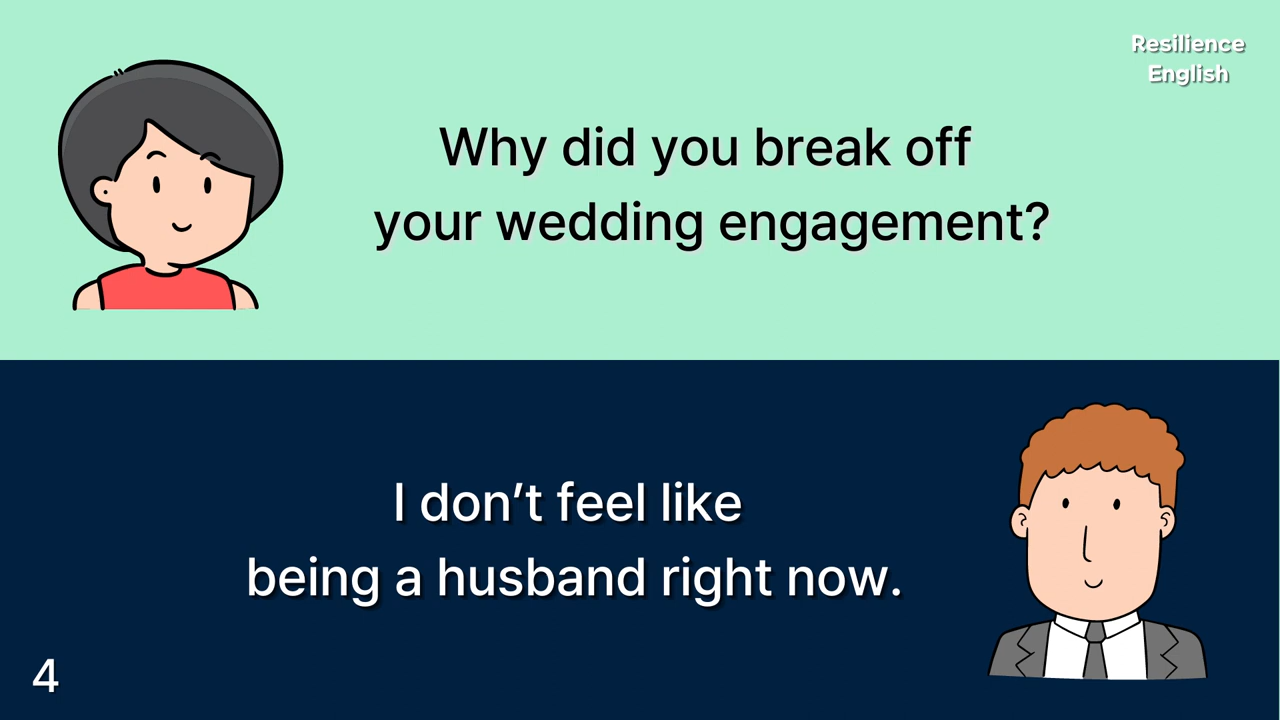 Resilience
English
Why did you break off
your wedding engagement?
I don’t feel like
being a husband right now.
4